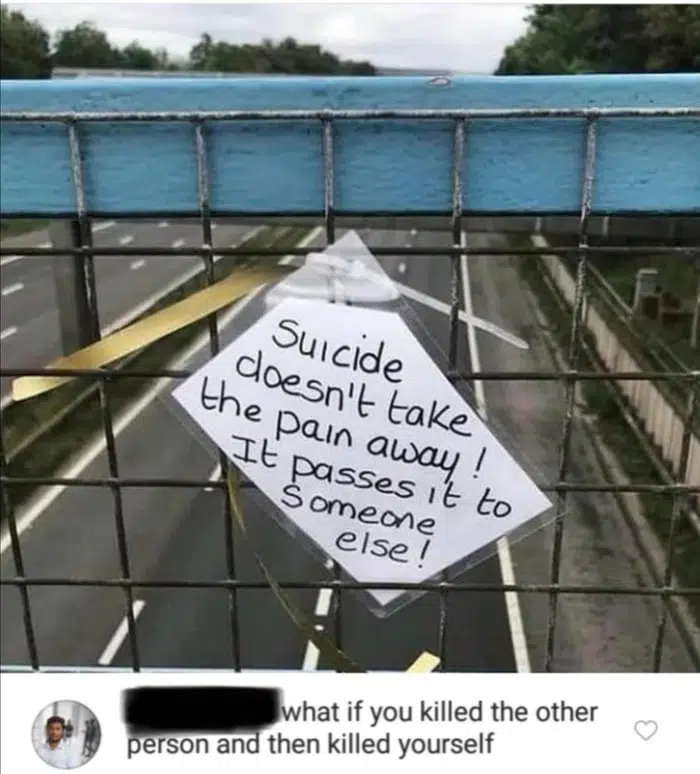 Suicide
doesn't take
the pain away!
It passes it to
Someone
else!
what if you killed the other
person and then killed yourself